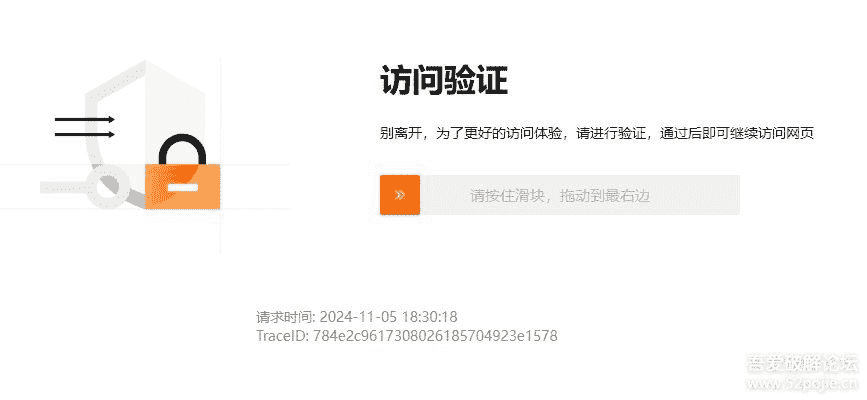 访问验证
别离开，为了更好的访问体验，请进行验证，通过后即可继续访问网页
请按住滑块，拖动到最右边
请求时间: 2024-11-05 18:30:18
TraceID: 784e2c9617308026185704923e1578
吾爱破解论坛
www.52pojie.cn